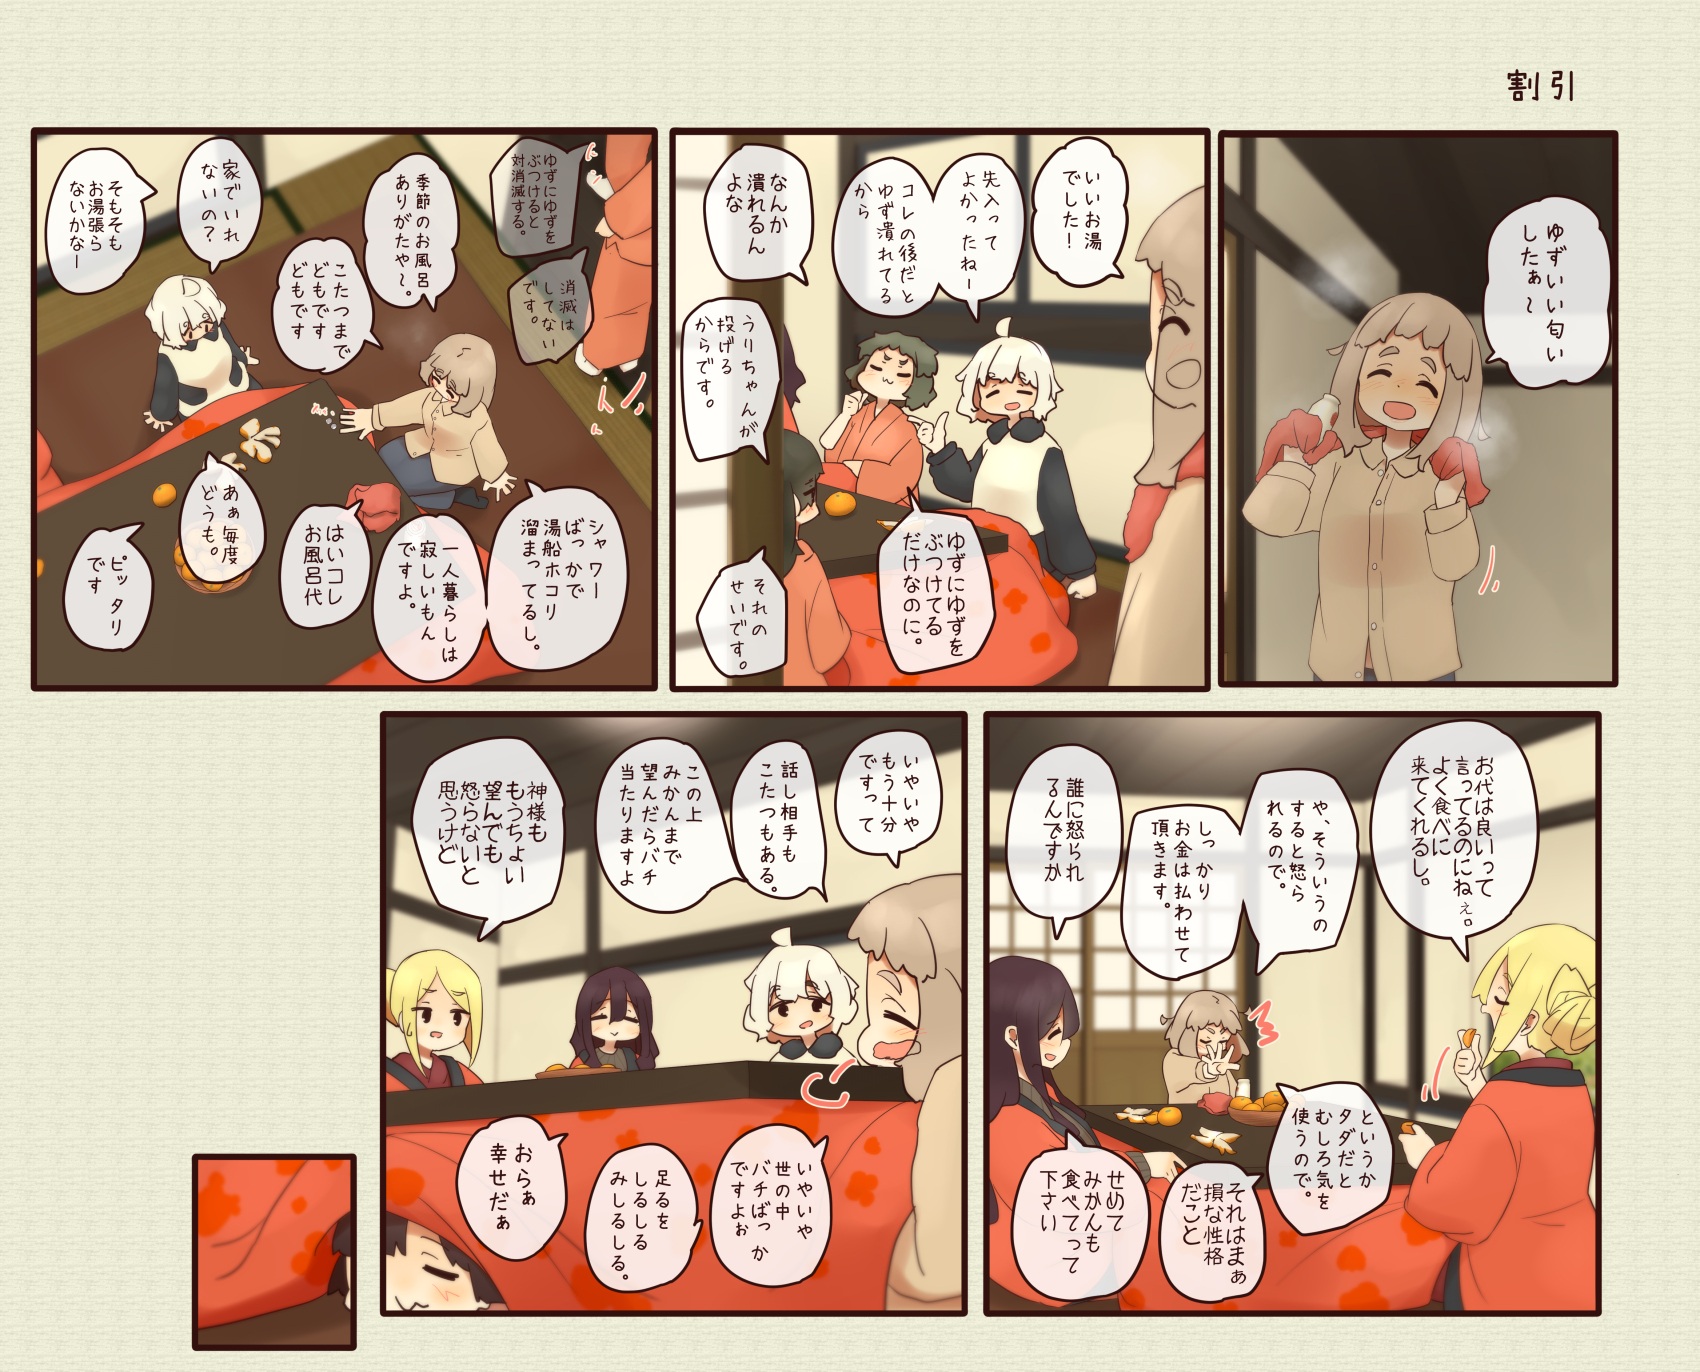 割引
ゆずいい匂い
したぁ〜
いいお湯
でした!
先入って
よかったねー
コレの後だと
ゆず潰れてる
から
なんか
潰れるん
よな
うりちゃんが
投げる
からです。
ゆずにゆずを
ぶつけてる
だけなのに。
それの
せいです。
ゆずにゆずを
ぶつけると
対消滅する。
消滅は
してない
です。
季節のお風呂
ありがたや〜。
こたつまで
どもです
どもです
家でいれ
ないの?
そもそも
お湯張ら
ないかなー
シャワー
ばっかで
湯船ホコリ
溜まってるし。
一人暮らしは
寂しいもん
ですよ。
はいコレ
お風呂代
あぁ毎度
どうも。
ピッタリ
です
お代は良いって
言ってるのにねぇ。
よく食べに
来てくれるし。
や、そういうの
すると怒ら
れるので。
しっかり
お金は払わせて
頂きます。
誰に怒られ
るんですか
というか
タダだと
むしろ気を
使うので。
それはまぁ
損な性格
だこと
せめて
みかんも
食べてって
下さい
いやいや
もう十分
ですって
話し相手も
こたつもある。
この上
みかんまで
望んだらバチ
当たりますよ
神様も
もうちょい
望んでも
怒らないと
思うけど
いやいや
世の中
バチばっか
ですよぉ
足るを
しるしる
みしるしる。
おらぁ
幸せだぁ